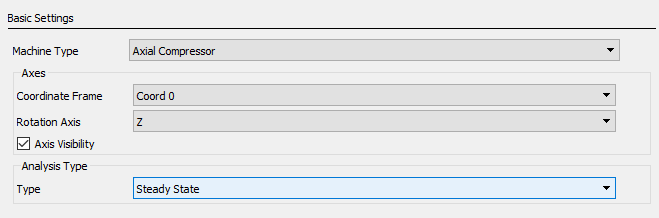 Basic Settings
Machine Type Axial Compressor
Axes
Coordinate Frame Coord 0
Rotation Axis Z
Axis Visibility
Analysis Type
Type Steady State